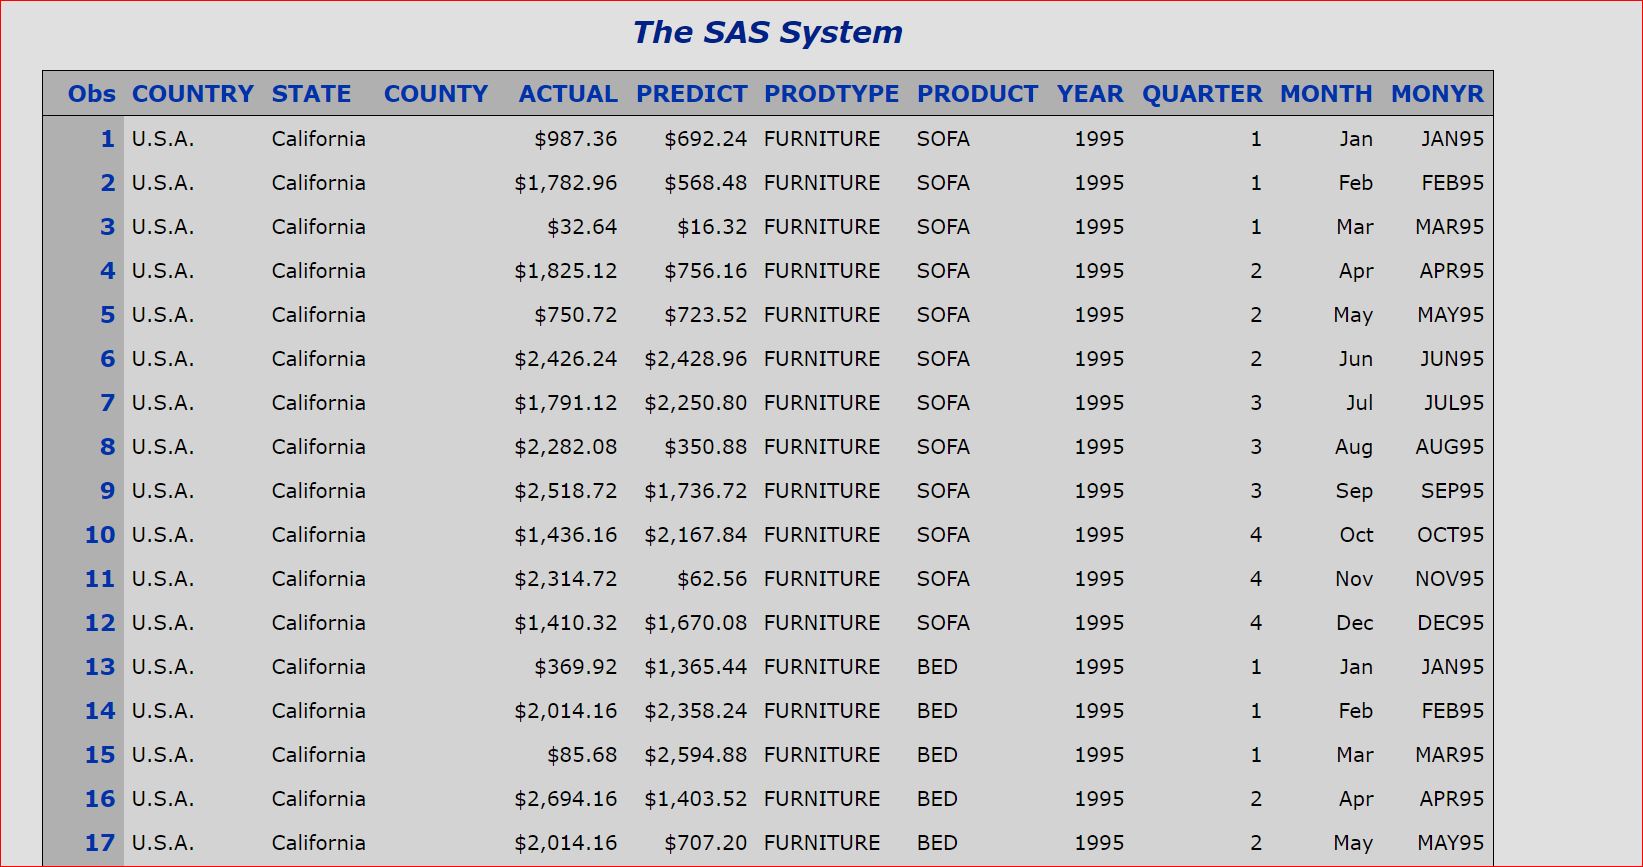 The SAS System
Obs COUNTRY STATE COUNTY ACTUAL PREDICT PRODTYPE PRODUCT YEAR QUARTER MONTH MONYR
1 U.S.A. California $987.36 $692.24 FURNITURE SOFA 1995 1 Jan JAN95
2 U.S.A. California $1,782.96 $568.48 FURNITURE SOFA 1995 1 Feb FEB95
3 U.S.A. California $32.64 $16.32 FURNITURE SOFA 1995 1 Mar MAR95
4 U.S.A. California $1,825.12 $756.16 FURNITURE SOFA 1995 2 Apr APR95
5 U.S.A. California $750.72 $723.52 FURNITURE SOFA 1995 2 May MAY95
6 U.S.A. California $2,426.24 $2,428.96 FURNITURE SOFA 1995 2 Jun JUN95
7 U.S.A. California $1,791.12 $2,250.80 FURNITURE SOFA 1995 3 Jul JUL95
8 U.S.A. California $2,282.08 $350.88 FURNITURE SOFA 1995 3 Aug AUG95
9 U.S.A. California $2,518.72 $1,736.72 FURNITURE SOFA 1995 3 Sep SEP95
10 U.S.A. California $1,436.16 $2,167.84 FURNITURE SOFA 1995 4 Oct OCT95
11 U.S.A. California $2,314.72 $62.56 FURNITURE SOFA 1995 4 Nov NOV95
12 U.S.A. California $1,410.32 $1,670.08 FURNITURE SOFA 1995 4 Dec DEC95
13 U.S.A. California $369.92 $1,365.44 FURNITURE BED 1995 1 Jan JAN95
14 U.S.A. California $2,014.16 $2,358.24 FURNITURE BED 1995 1 Feb FEB95
15 U.S.A. California $85.68 $2,594.88 FURNITURE BED 1995 1 Mar MAR95
16 U.S.A. California $2,694.16 $1,403.52 FURNITURE BED 1995 2 Apr APR95
17 U.S.A. California $2,014.16 $707.20 FURNITURE BED 1995 2 May MAY95